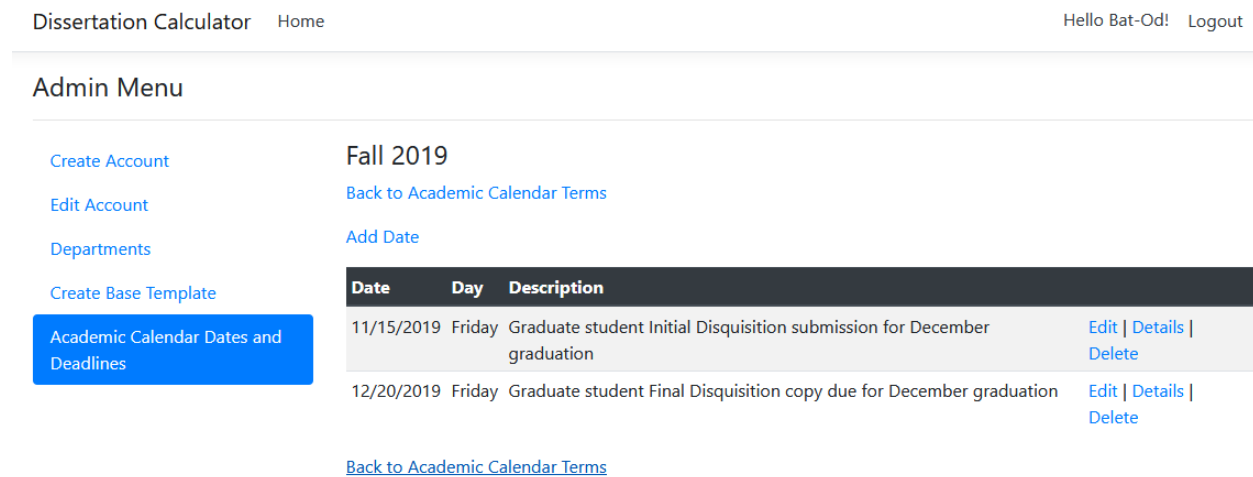 Dissertation Calculator Home Hello Bat-Od! Logout
Admin Menu
Create Account
Edit Account
Departments
Create Base Template
Academic Calendar Dates and
Deadlines
Fall 2019
Back to Academic Calendar Terms
Add Date
Date Day Description
11/15/2019 Friday Graduate student Initial Disquisition submission for December Edit | Details |
graduation Delete
12/20/2019 Friday Graduate student Final Disquisition copy due for December graduation Edit | Details |
Delete
Back to Academic Calendar Terms